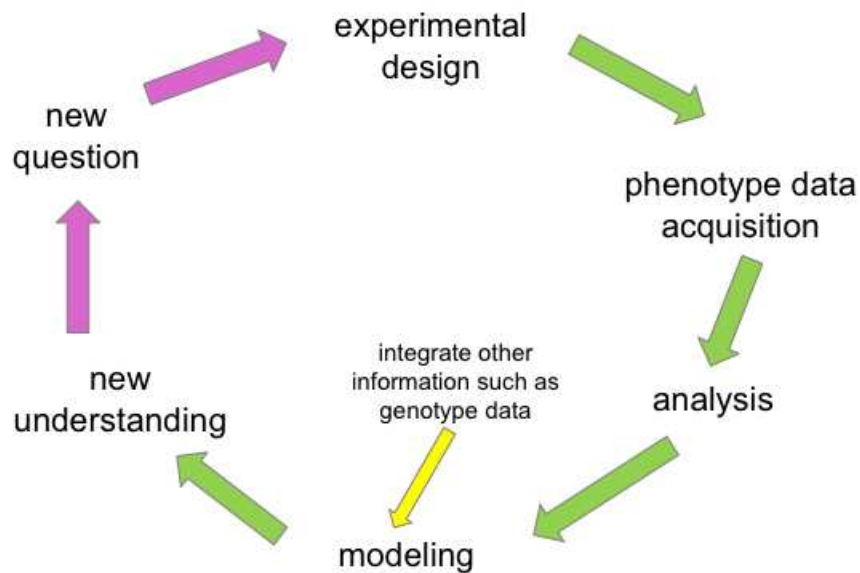 experimental
design
new
question
phenotype data
acquisition
integrate other
information such as
genotype data
new
understanding
analysis
modeling